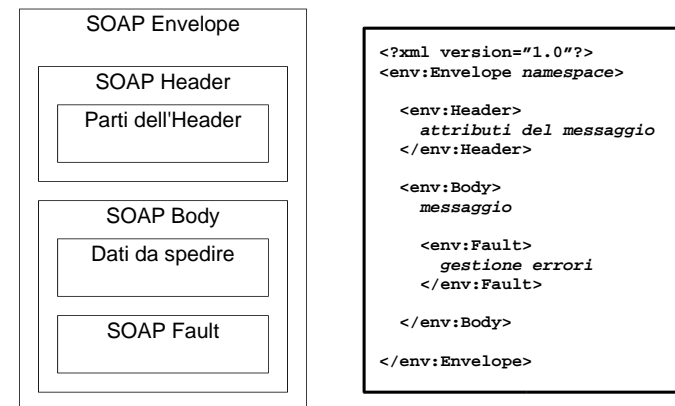 SOAP Envelope
SOAP Header
Parti dell'Header
SOAP Body
Dati da spedire
SOAP Fault
<?xml version="1.0"?>
<env:Envelope namespace>
<env:Header>
attributi del messaggio
</env:Header>
<env:Body>
messaggio
<env:Fault>
gestione errori
</env:Fault>
</env:Body>
</env:Envelope>